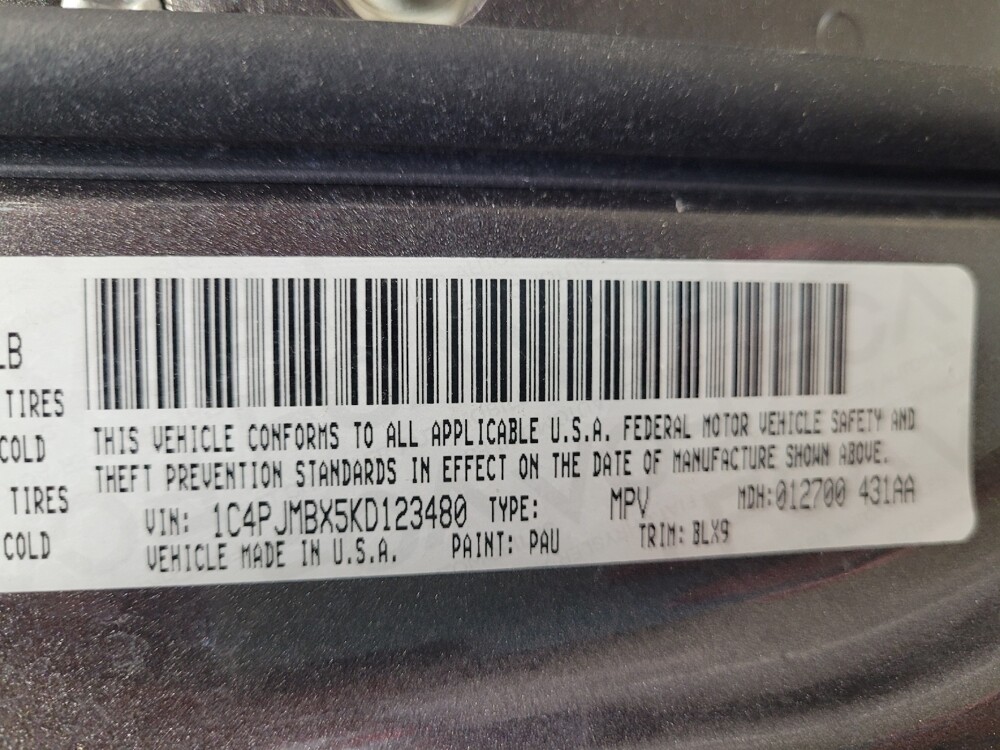 LB
TIRES
COLD
TIRES
COLD
THIS VEHICLE CONFORMS TO ALL APPLICABLE U.S.A. FEDERAL MOTOR VEHICLE SAFETY AND
THEFT PREVENTION STANDARDS IN EFFECT ON THE DATE OF MANUFACTURE SHOWN ABOVE.
VIN: 1C4PJMBX5KD123480 TYPE: MPV MDH:012700 431AA
VEHICLE MADE IN U.S.A. PAINT: PAU TRIM: BLX9